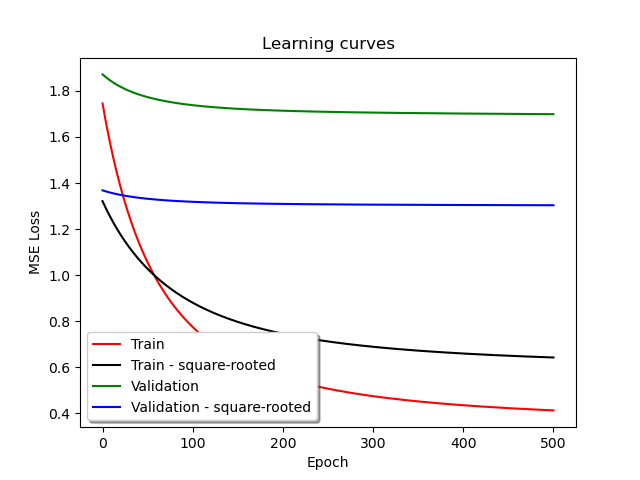 Learning curves
MSE Loss
1.8
1.6
1.4
1.2
1.0
0.8
0.6
0.4
Train
Train - square-rooted
Validation
Validation - square-rooted
0 100 200 300 400 500
Epoch